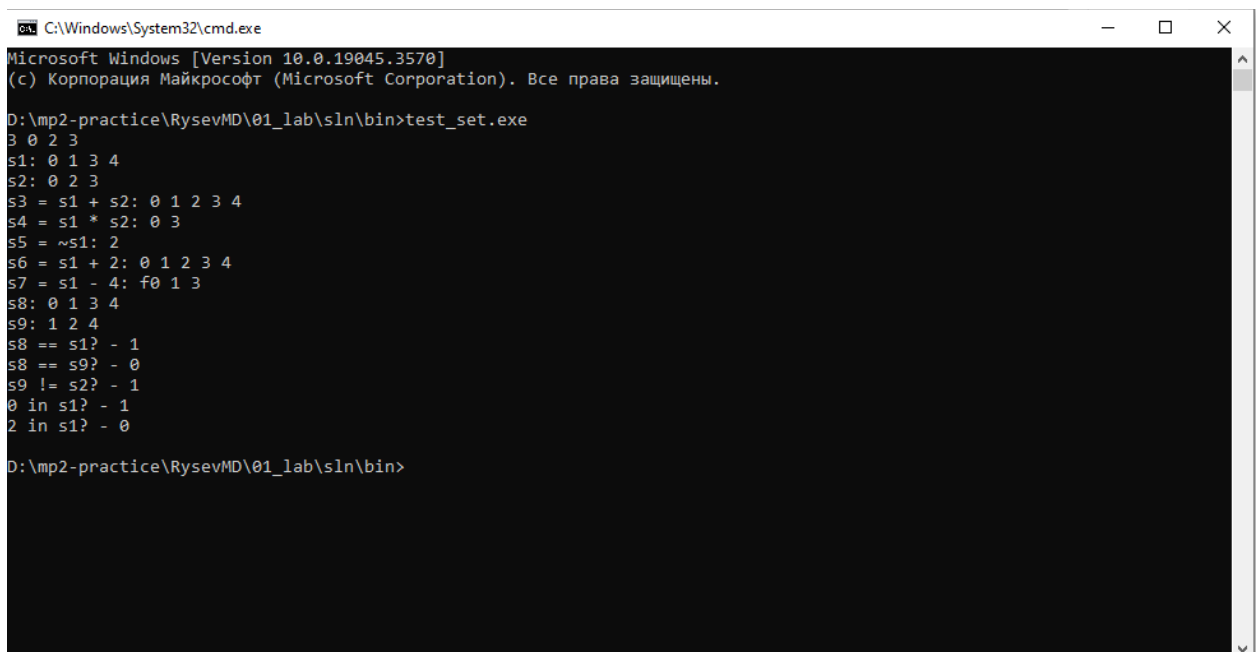 C:\Windows\System32\cmd.exe
Microsoft Windows [Version 10.0.19045.3570]
(c) Корпорация Майкрософт (Microsoft Corporation). Все права защищены.
D:\mp2-practice\RysevMD\01_lab\sln\bin>test_set.exe
3 0 2 3
s1: 0 1 3 4
s2: 0 2 3
s3 = s1 + s2: 0 1 2 3 4
s4 = s1 * s2: 0 3
s5 = ~s1: 2
s6 = s1 + 2: 0 1 2 3 4
s7 = s1 - 4: f0 1 3
s8: 0 1 3 4
s9: 1 2 4
s8 == s1? - 1
s8 == s9? - 0
s9 != s2? - 1
0 in s1? - 1
2 in s1? - 0
D:\mp2-practice\RysevMD\01_lab\sln\bin>